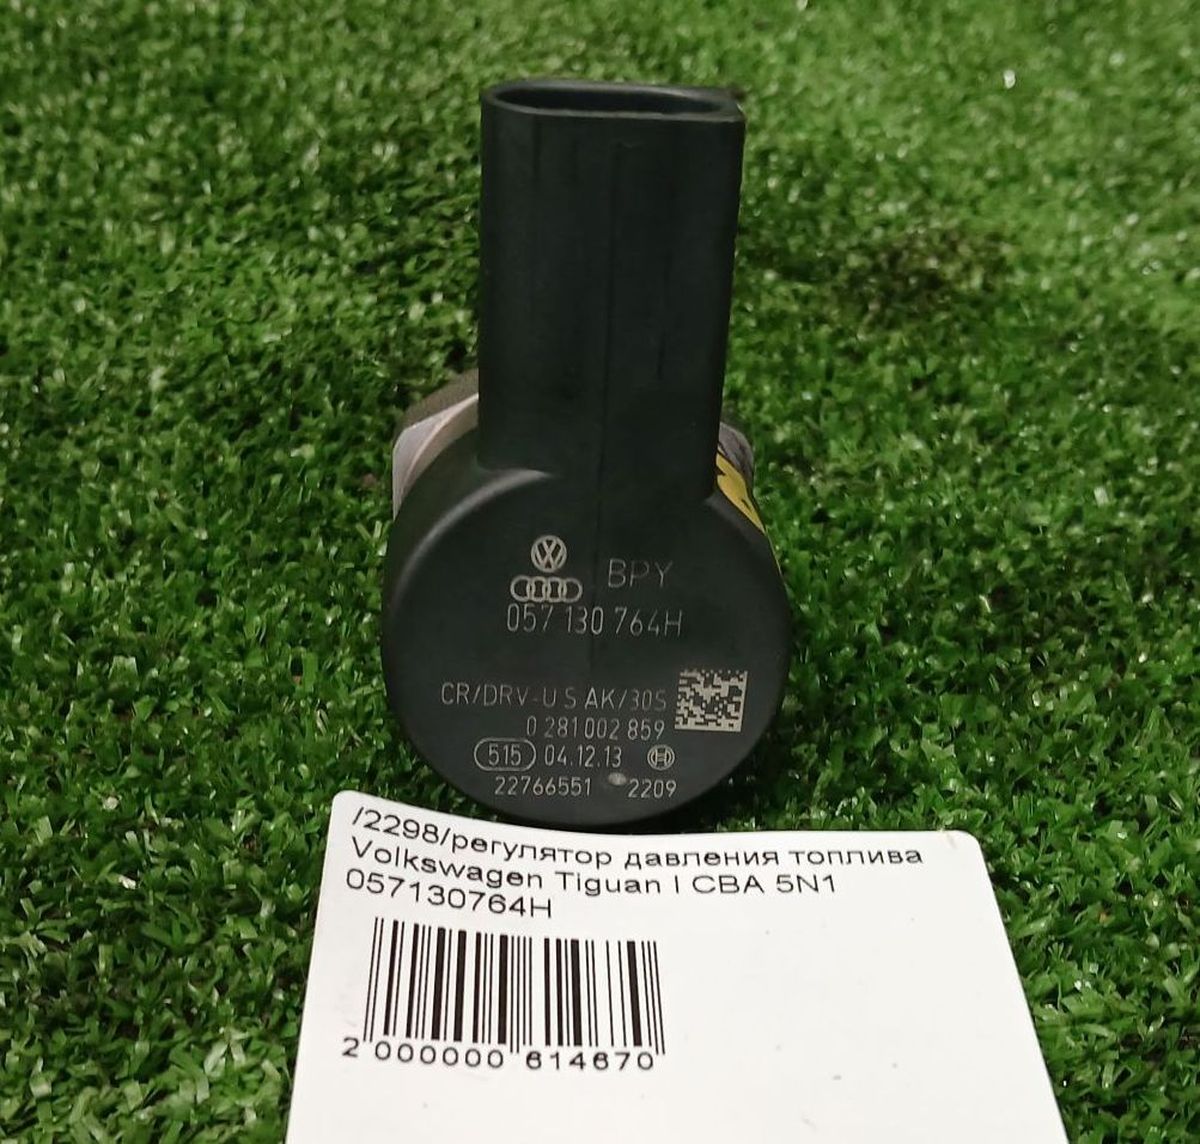 BPY
057 130 764H
CR/DRV-U S AK/30S
0 281 002 859
515 04.12.13
22766551 2209
/2298/регулятор давления топлива
Volkswagen Tiguan I CBA 5N1
057130764H
2 000000 614670